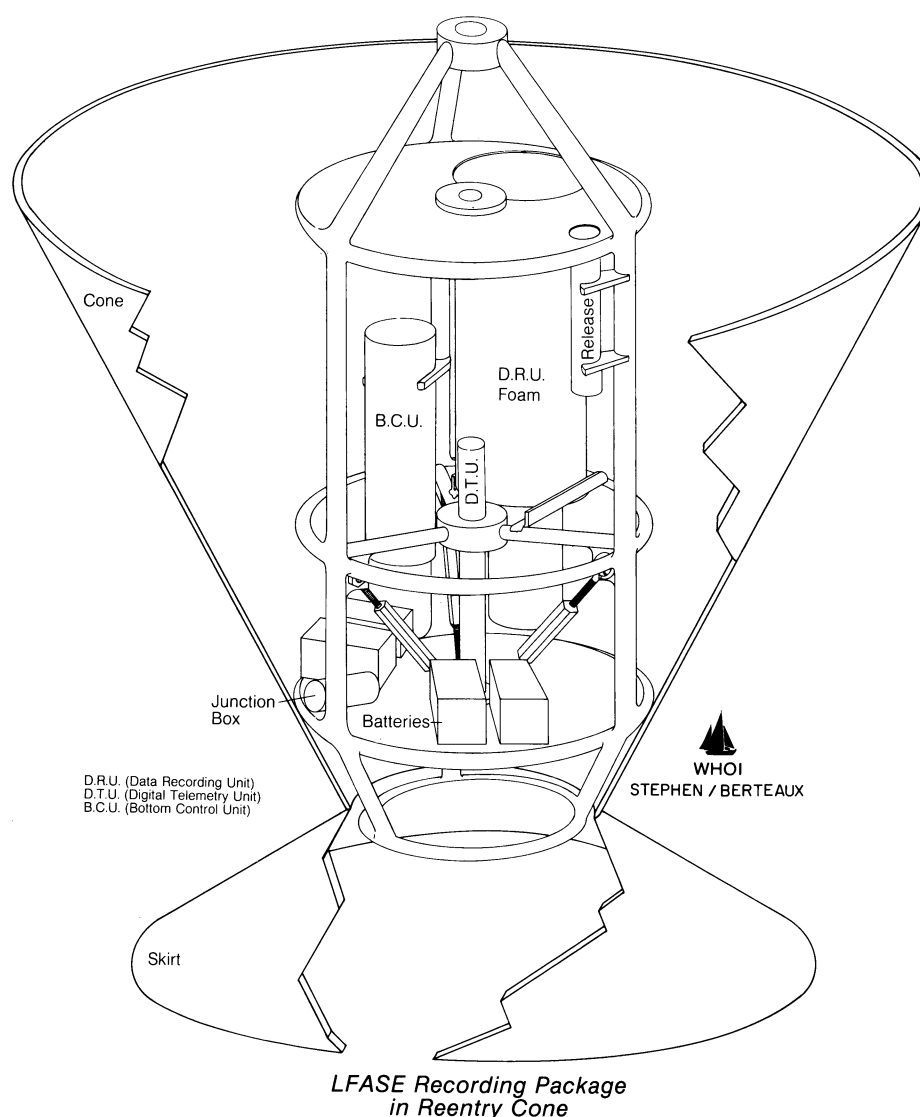 Cone
Release
D.R.U.
Foam
B.C.U.
D.T.U.
Junction
Box
Batteries
D.R.U. (Data Recording Unit)
D.T.U. (Digital Telemetry Unit)
B.C.U. (Bottom Control Unit)
WHOI
STEPHEN / BERTEAUX
Skirt
LFASE Recording Package
in Reentry Cone